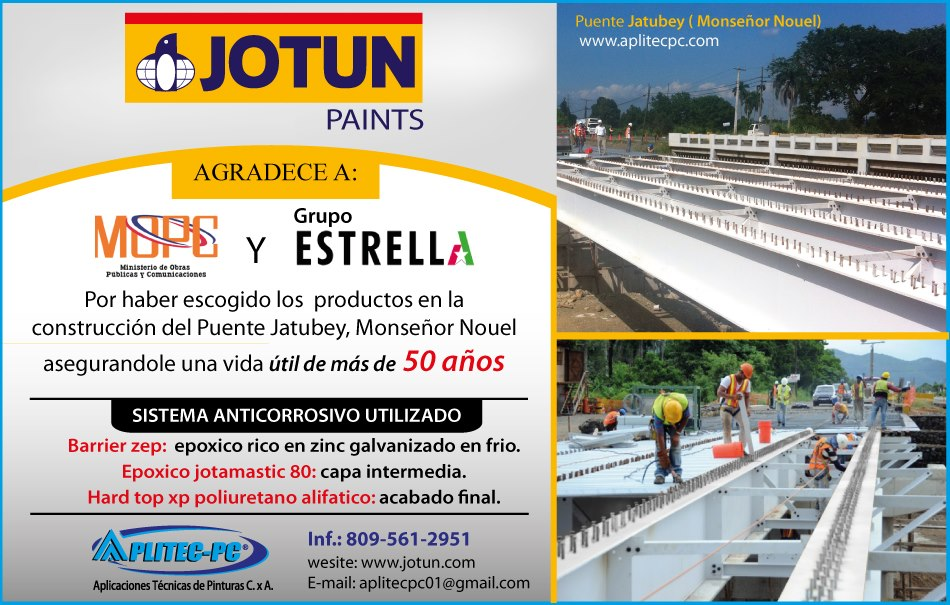 JOTUN
PAINTS
AGRADECE A:
MOPC
Ministerio de Obras
Públicas y Comunicaciones
Y
Grupo
ESTRELLA
Por haber escogido los productos en la
construcción del Puente Jatubey, Monseñor Nouel
asegurandole una vida útil de más de 50 años
SISTEMA ANTICORROSIVO UTILIZADO
Barrier zep: epoxico rico en zinc galvanizado en frio.
Epoxico jotamastic 80: capa intermedia.
Hard top xp poliuretano alifatico: acabado final.
APLITEC-PC®
Aplicaciones Técnicas de Pinturas C. x A.
Inf.: 809-561-2951
wesite: www.jotun.com
E-mail: aplitecpc01@gmail.com
Puente Jatubey ( Monseñor Nouel)
www.aplitecpc.com